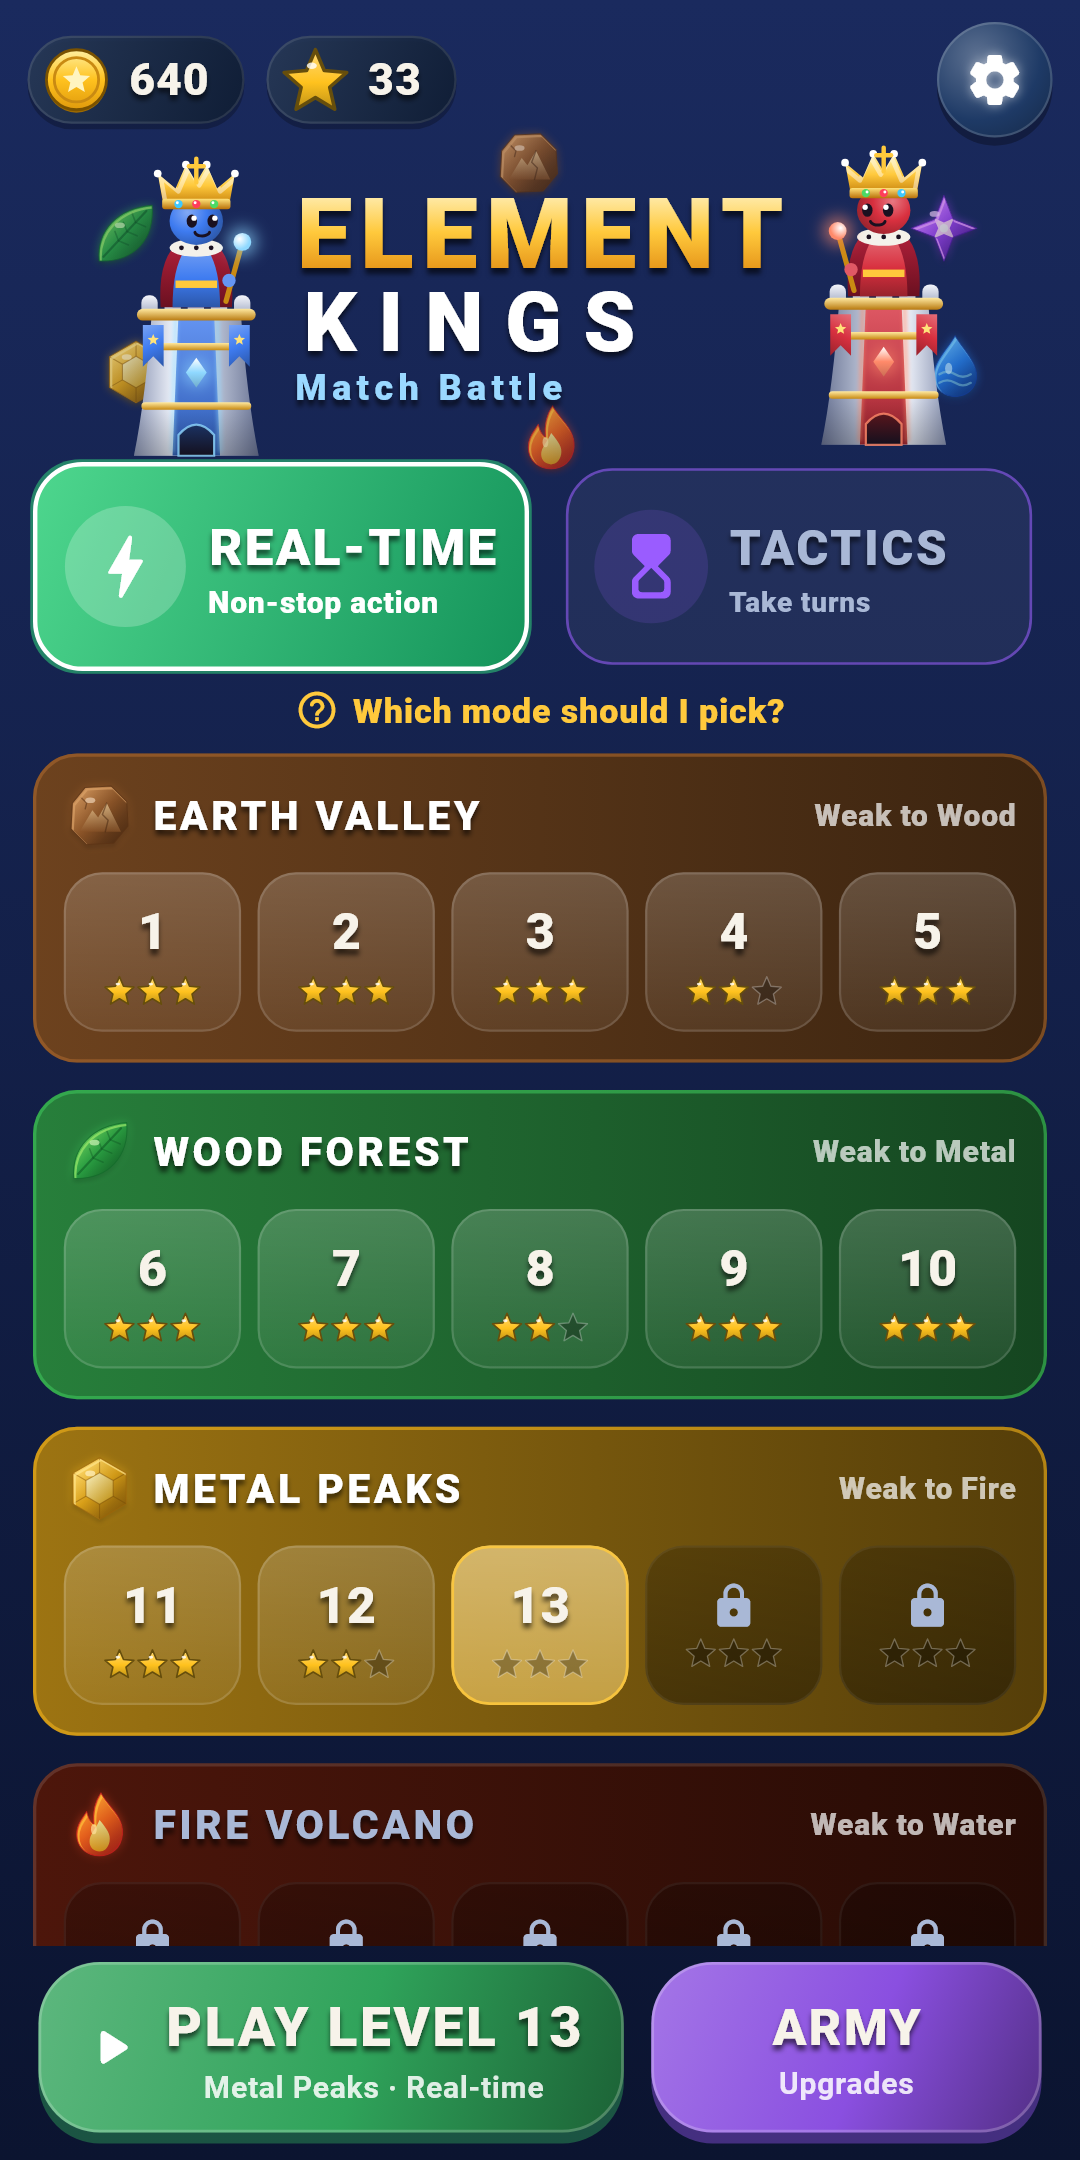 640
33
ELEMENT
KINGS
Match Battle
REAL-TIME
Non-stop action
TACTICS
Take turns
Which mode should I pick?
EARTH VALLEY
Weak to Wood
1
2
3
4
5
WOOD FOREST
Weak to Metal
6
7
8
9
10
METAL PEAKS
Weak to Fire
11
12
13
FIRE VOLCANO
Weak to Water
PLAY LEVEL 13
Metal Peaks · Real-time
ARMY
Upgrades